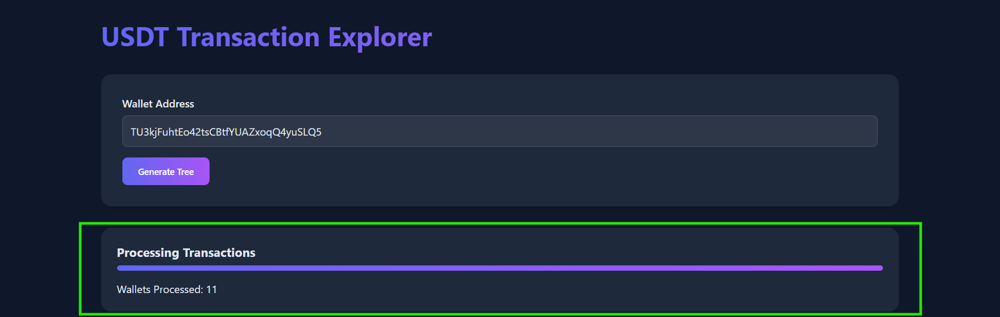 USDT Transaction Explorer
Wallet Address
TU3kjFuhtEo42tsCBtfYUAZxoqQ4yuSLQ5
Generate Tree
Processing Transactions
Wallets Processed: 11